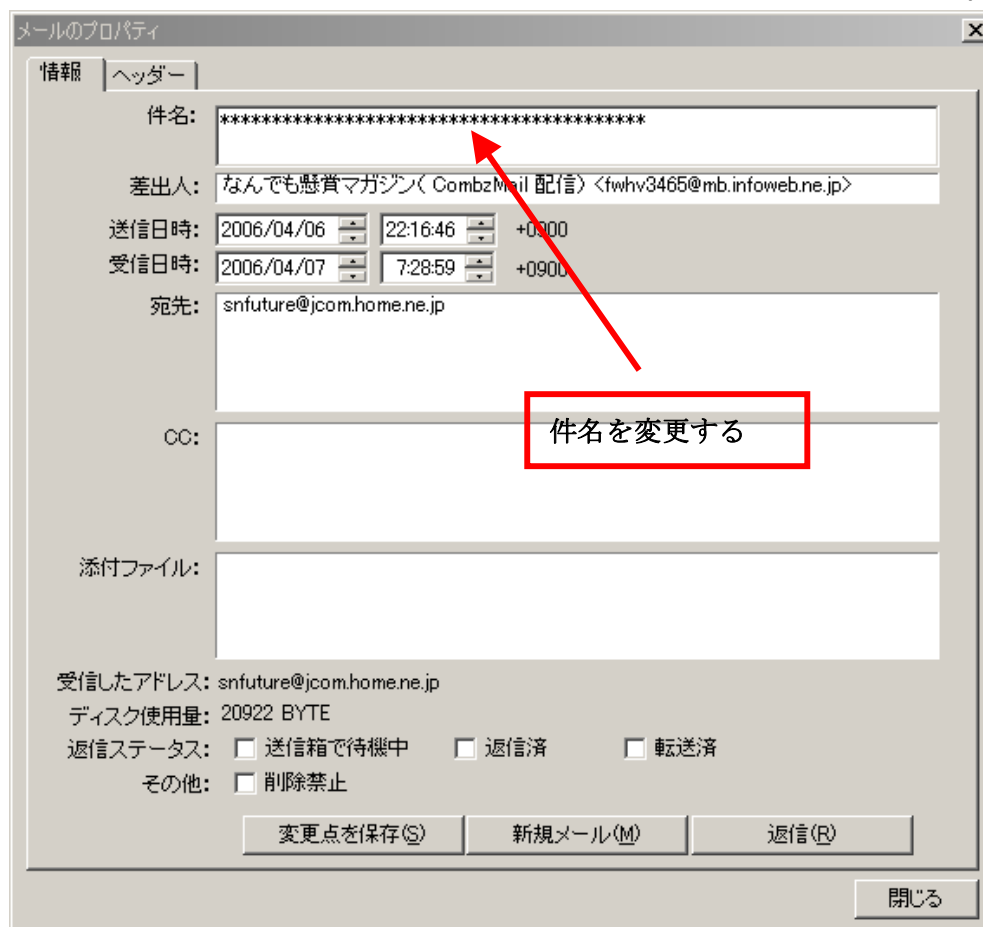 メールのプロパティ
情報 ヘッダー
件名: *****************************************
差出人: なんでも懸賞マガジン( CombzMail 配信) <fwhv3465@mb.infoweb.ne.jp>
送信日時: 2006/04/06 22:16:46 +0900
受信日時: 2006/04/07 7:28:59 +0900
宛先: snfuture@jcom.home.ne.jp
件名を変更する
CC:
添付ファイル:
受信したアドレス: snfuture@jcom.home.ne.jp
ディスク使用量: 20922 BYTE
返信ステータス: 送信箱で待機中 返信済 転送済
その他: 削除禁止
変更点を保存(S) 新規メール(M) 返信(R)
閉じる